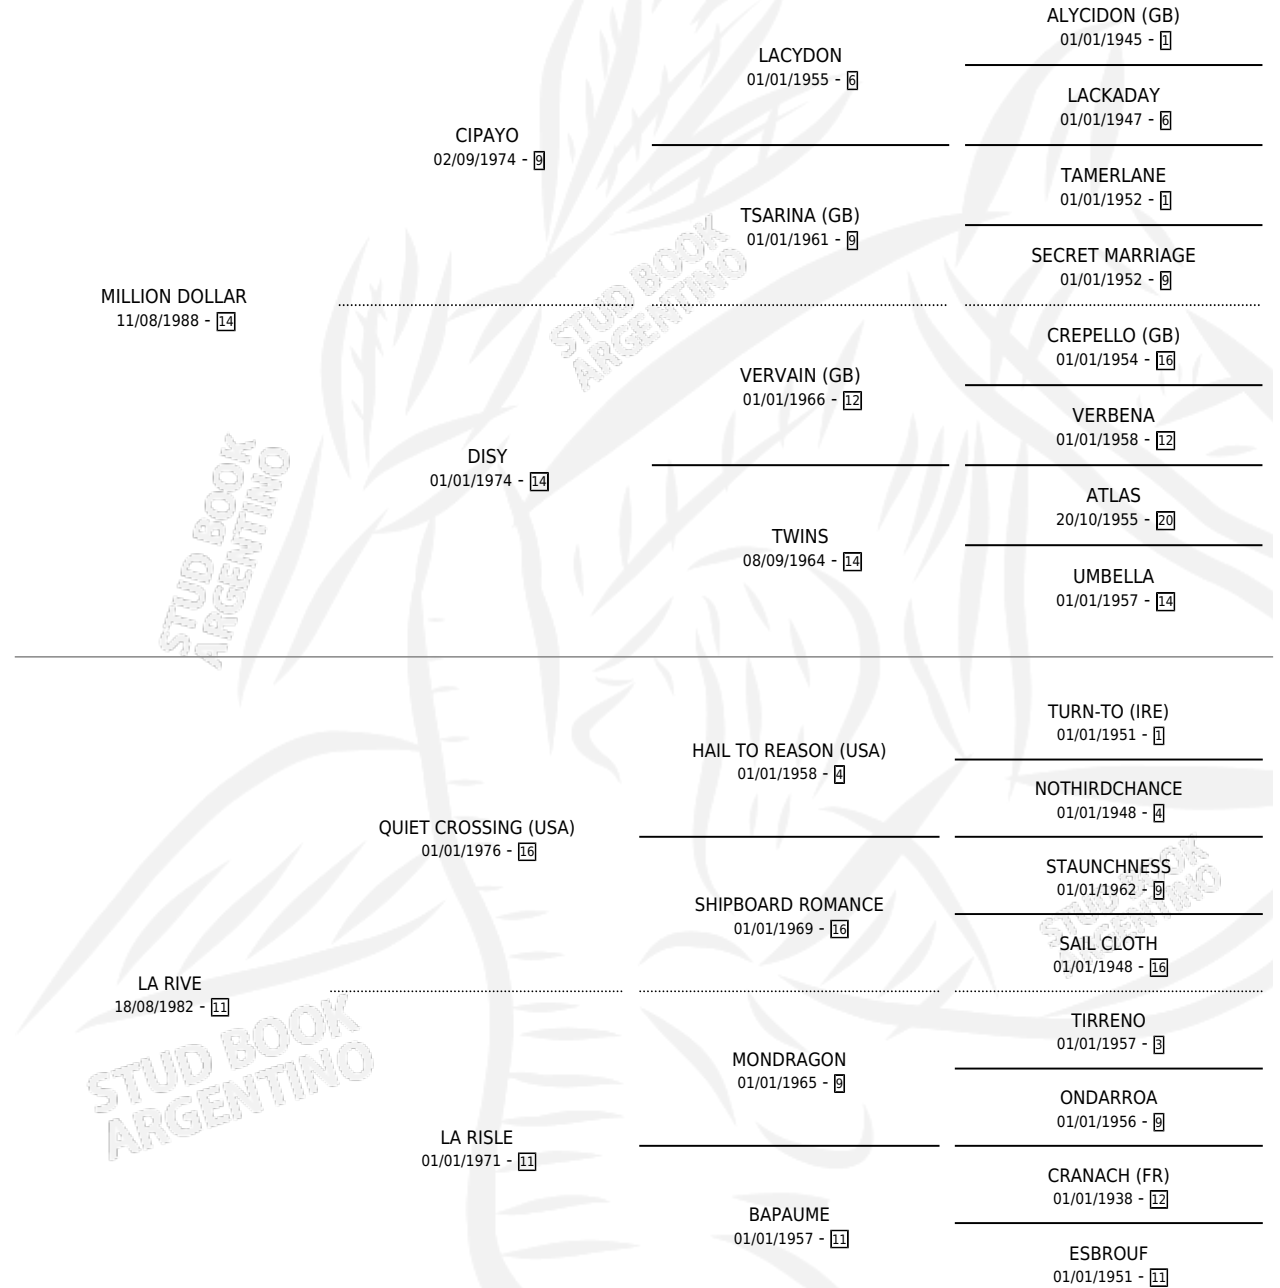 ALYCIDON (GB)
01/01/1945 - 1
LACYDON
01/01/1955 - 6
LACKADAY
01/01/1947 - 6
CIPAYO
02/09/1974 - 9
TAMERLANE
01/01/1952 - 1
TSARINA (GB)
01/01/1961 - 9
SECRET MARRIAGE
01/01/1952 - 9
MILLION DOLLAR
11/08/1988 - 14
STUD BOOK
ARGENTINO
CREPELLO (GB)
01/01/1954 - 16
VERVAIN (GB)
01/01/1966 - 12
VERBENA
01/01/1958 - 12
DISY
01/01/1974 - 14
ATLAS
20/10/1955 - 20
TWINS
08/09/1964 - 14
UMBELLA
01/01/1957 - 14
STUD BOOK
ARGENTINO
TURN-TO (IRE)
01/01/1951 - 1
HAIL TO REASON (USA)
01/01/1958 - 4
NOTHIRDCHANCE
01/01/1948 - 4
QUIET CROSSING (USA)
01/01/1976 - 16
STAUNCHNESS
01/01/1962 - 9
SHIPBOARD ROMANCE
01/01/1969 - 16
SAIL CLOTH
01/01/1948 - 16
STUD BOOK
ARGENTINO
LA RIVE
18/08/1982 - 11
TIRRENO
01/01/1957 - 3
MONDRAGON
01/01/1965 - 9
ONDARROA
01/01/1956 - 9
STUD BOOK
ARGENTINO
LA RISLE
01/01/1971 - 11
CRANACH (FR)
01/01/1938 - 12
BAPAUME
01/01/1957 - 11
ESBROUF
01/01/1951 - 11